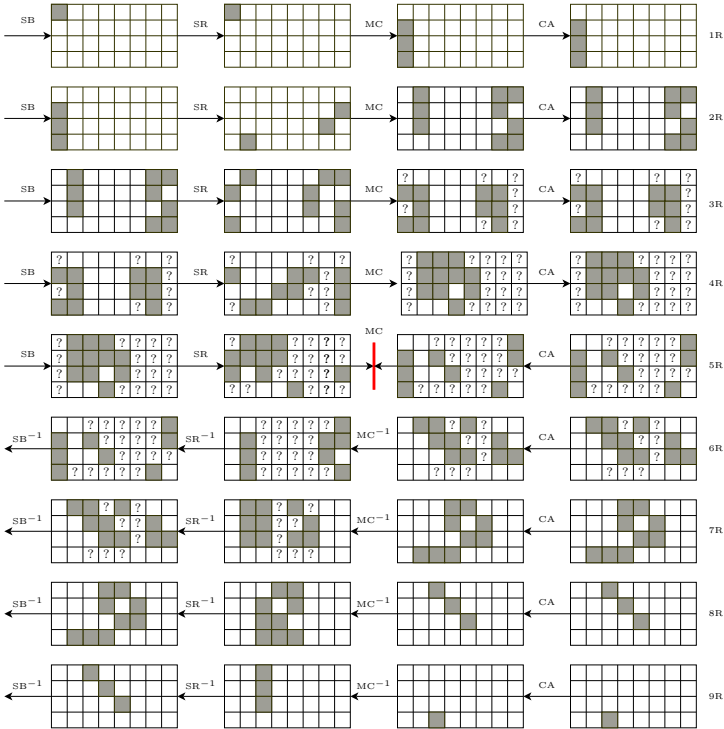 SB SR MC CA
1R
SB SR MC CA
2R
? ? ? ? ? ?
SB SR MC CA
? ?
3R
? ? ? ?
? ? ? ?
? ? ? ? ? ? ? ? ? ? ? ? ? ? ?
SB SR MC CA
? ? ? ? ? ? ? ? ? ?
4R
? ? ? ? ? ? ? ? ? ? ? ? ?
? ? ? ? ? ? ? ? ? ? ? ? ? ? ?
MC
? ? ? ? ? ? ? ? ? ? ? ? ? ? ? ? ? ?
SB SR CA
? ? ? ? ? ? ? ? ? ? ? ? ? ? ? ? ?
5R
? ? ? ? ? ? ? ? ? ? ? ? ? ? ? ? ?
? ? ? ? ? ? ? ? ? ? ? ? ? ? ? ? ? ? ? ? ?
? ? ? ? ? ? ? ? ? ? ? ? ? ?
SB−1 SR−1 MC−1 CA
? ? ? ? ? ? ? ? ? ? ? ?
6R
? ? ? ? ? ? ? ? ? ?
? ? ? ? ? ? ? ? ? ? ? ? ? ? ?
? ? ? ?
SB−1 SR−1 MC−1 CA
? ? ? ?
7R
? ? ?
? ? ? ? ? ?
SB−1 SR−1 MC−1 CA
8R
SB−1 SR−1 MC−1 CA
9R